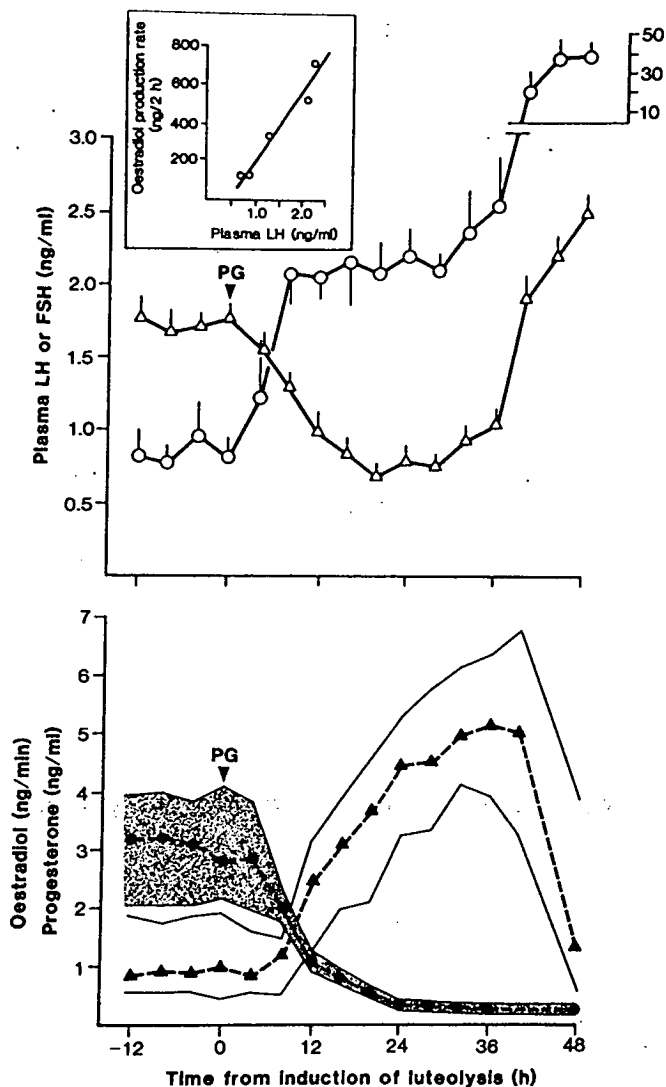 800
600
400
200
Oestradiol production rate
(ng/2 h)
1.0 2.0
Plasma LH (ng/ml)
50
30
10
3.0
2.5
2.0
1.5
1.0
0.5
Plasma LH or FSH (ng/ml)
PG
7
6
5
4
3
2
1
Oestradiol (ng/min)
Progesterone (ng/ml)
PG
−12 0 12 24 36 48
Time from induction of luteolysis (h)